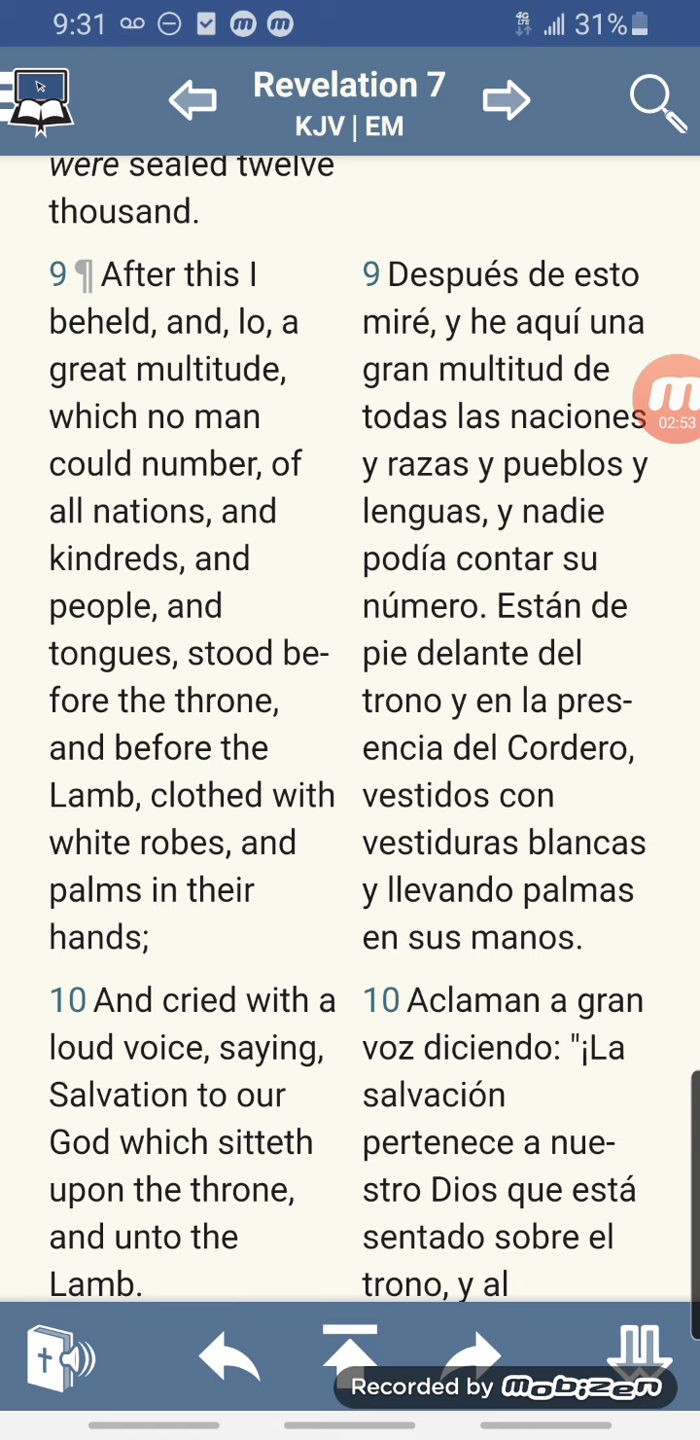 9:31
4G
31%
Revelation 7
KJV | EM
were sealed twelve
thousand.
9 ¶ After this I
beheld, and, lo, a
great multitude,
which no man
could number, of
all nations, and
kindreds, and
people, and
tongues, stood be-
fore the throne,
and before the
Lamb, clothed with
white robes, and
palms in their
hands;
10 And cried with a
loud voice, saying,
Salvation to our
God which sitteth
upon the throne,
and unto the
Lamb.
9 Después de esto
miré, y he aquí una
gran multitud de
todas las naciones
y razas y pueblos y
lenguas, y nadie
podía contar su
número. Están de
pie delante del
trono y en la pres-
encia del Cordero,
vestidos con
vestiduras blancas
y llevando palmas
en sus manos.
10 Aclaman a gran
voz diciendo: "¡La
salvación
pertenece a nue-
stro Dios que está
sentado sobre el
trono, y al
m
02:53
Recorded by mobizen